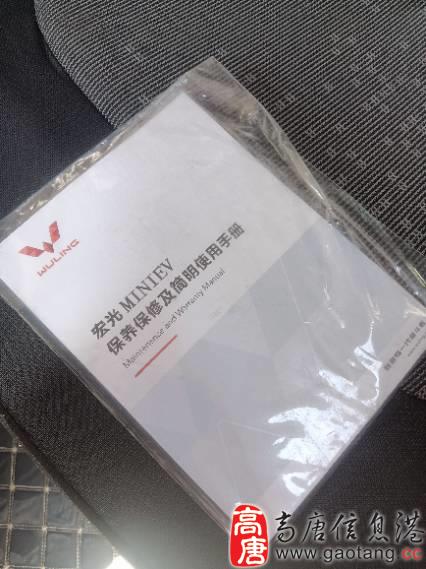 WULING
宏光 MINIEV
保养保修及简明使用手册
Maintenance and Warranty Manual
高唐
高唐信息港
www.gaotang.cc